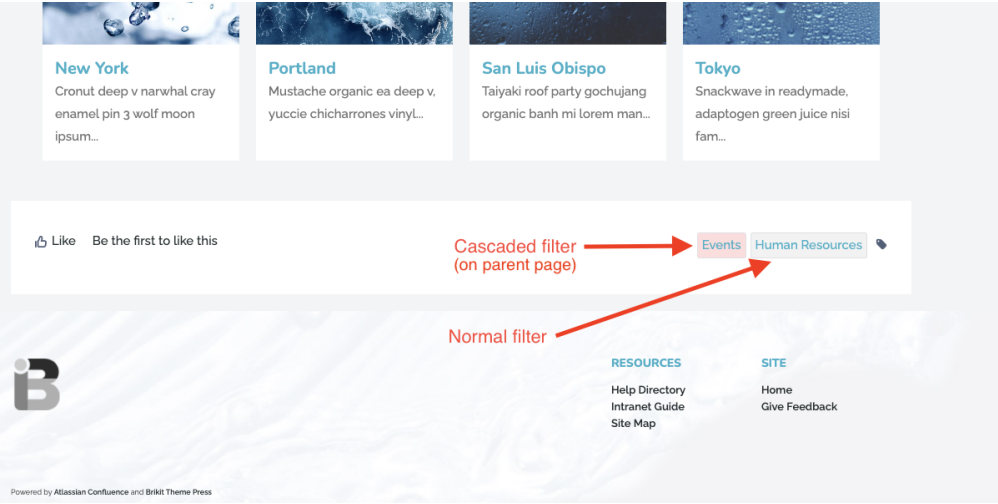 New York
Cronut deep v narwhal cray
enamel pin 3 wolf moon
ipsum...
Portland
Mustache organic ea deep v,
yuccie chicharrones vinyl...
San Luis Obispo
Taiyaki roof party gochujang
organic banh mi lorem man...
Tokyo
Snackwave in readymade,
adaptogen green juice nisi
fam...
Like Be the first to like this
Cascaded filter
(on parent page)
Events Human Resources
Normal filter
iB
RESOURCES
Help Directory
Intranet Guide
Site Map
SITE
Home
Give Feedback
Powered by Atlassian Confluence and Brikit Theme Press